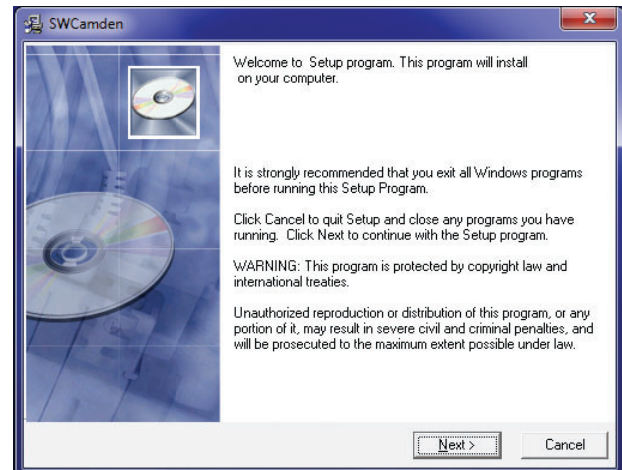 SWCamden
Welcome to  Setup program. This program will install
on your computer.
It is strongly recommended that you exit all Windows programs
before running this Setup Program.
Click Cancel to quit Setup and close any programs you have
running.  Click Next to continue with the Setup program.
WARNING: This program is protected by copyright law and
international treaties.
Unauthorized reproduction or distribution of this program, or any
portion of it, may result in severe civil and criminal penalties, and
will be prosecuted to the maximum extent possible under law.
Next >
Cancel